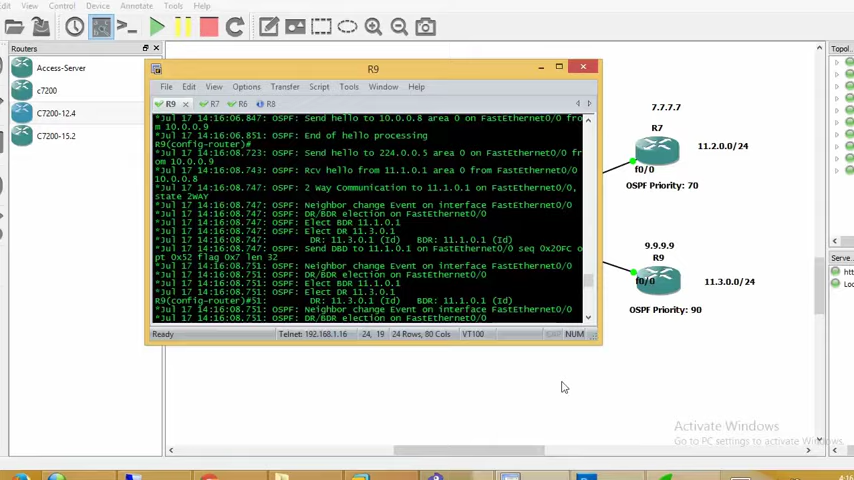 Edit View Control Device Annotate Tools Help
Routers
Access-Server
c7200
C7200-12.4
C7200-15.2
R9
File Edit View Options Transfer Script Tools Window Help
R9 R7 R6 R8
*Jul 17 14:16:06.847: OSPF: Send hello to 10.0.0.8 area 0 on FastEthernet0/0 fro
m 10.0.0.9
*Jul 17 14:16:06.851: OSPF: End of hello processing
R9(config-router)#
*Jul 17 14:16:08.723: OSPF: Send hello to 224.0.0.5 area 0 on FastEthernet0/0 fr
om 10.0.0.9
*Jul 17 14:16:08.743: OSPF: Rcv hello from 11.1.0.1 area 0 from FastEthernet0/0
10.0.0.8
*Jul 17 14:16:08.747: OSPF: 2 Way Communication to 11.1.0.1 on FastEthernet0/0,
state 2WAY
*Jul 17 14:16:08.747: OSPF: Neighbor change Event on interface FastEthernet0/0
*Jul 17 14:16:08.747: OSPF: DR/BDR election on FastEthernet0/0
*Jul 17 14:16:08.747: OSPF: Elect BDR 11.1.0.1
*Jul 17 14:16:08.747: OSPF: Elect DR 11.3.0.1
*Jul 17 14:16:08.747: DR: 11.3.0.1 (Id) BDR: 11.1.0.1 (Id)
*Jul 17 14:16:08.747: OSPF: Send DBD to 11.1.0.1 on FastEthernet0/0 seq 0x20FC o
pt 0x52 flag 0x7 len 32
*Jul 17 14:16:08.751: OSPF: Neighbor change Event on interface FastEthernet0/0
*Jul 17 14:16:08.751: OSPF: DR/BDR election on FastEthernet0/0
*Jul 17 14:16:08.751: OSPF: Elect BDR 11.1.0.1
R9(config-router)#51: DR: 11.3.0.1 (Id) BDR: 11.1.0.1 (Id)
*Jul 17 14:16:08.751: OSPF: Neighbor change Event on interface FastEthernet0/0
*Jul 17 14:16:08.751: OSPF: DR/BDR election on FastEthernet0/0
Ready Telnet: 192.168.1.16 24, 19 24 Rows, 80 Cols VT100 NUM
7.7.7.7
R7
11.2.0.0/24
f0/0
OSPF Priority: 70
9.9.9.9
R9
f0/0
11.3.0.0/24
OSPF Priority: 90
Topol..
Serve..
Activate Windows
Go to PC settings to activate Windows.